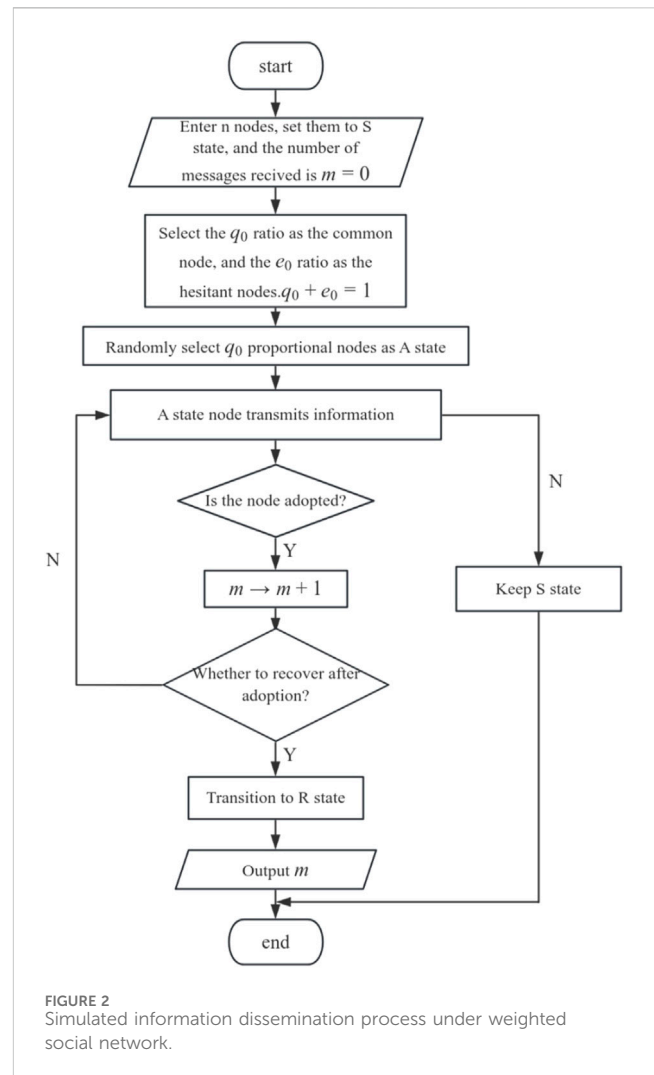 start
Enter n nodes, set them to S
state, and the number of
messages recived is m = 0
Select the q₀ ratio as the common
node, and the e₀ ratio as the
hesitant nodes.q₀ + e₀ = 1
Randomly select q₀ proportional nodes as A state
A state node transmits information
Is the node adopted?
N
Y
N
m → m + 1
Keep S state
Whether to recover after
adoption?
Y
Transition to R state
Output m
end
FIGURE 2
Simulated information dissemination process under weighted
social network.